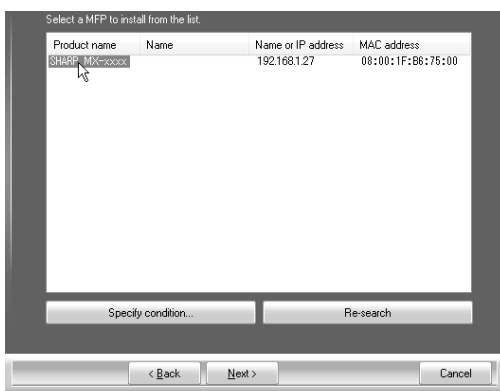 Select a MFP to install from the list.
Product name Name Name or IP address MAC address
SHARP MX-xxxx 192.168.1.27 08:00:1F:B6:75:00
Specify condition... Re-search
< Back Next > Cancel